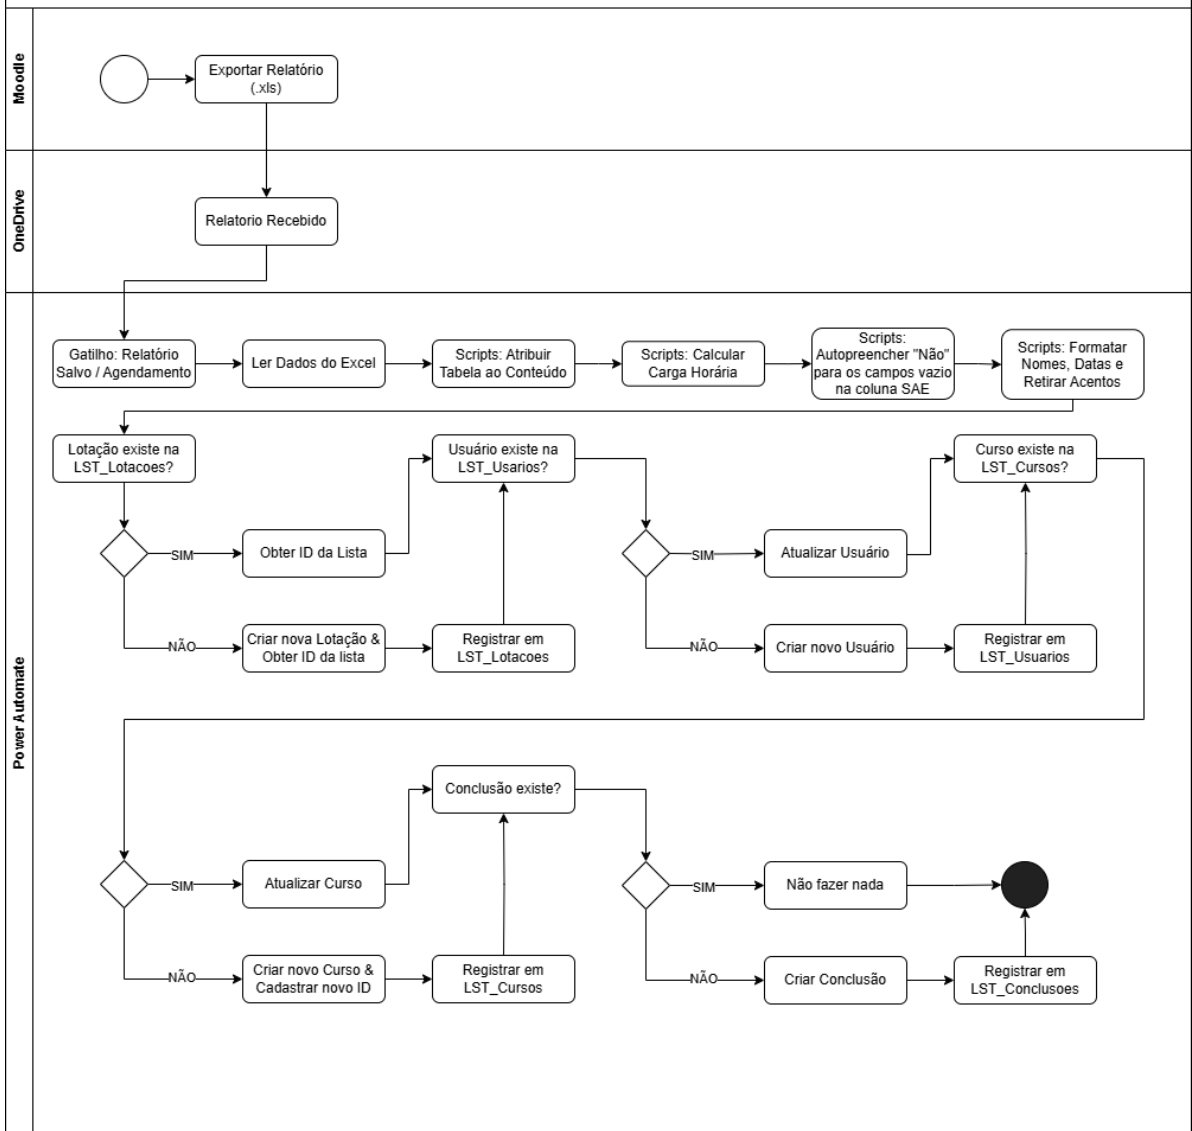 Moodle
Exportar Relatório
(.xls)
OneDrive
Relatorio Recebido
Power Automate
Gatilho: Relatório
Salvo / Agendamento
Ler Dados do Excel
Scripts: Atribuir
Tabela ao Conteúdo
Scripts: Calcular
Carga Horária
Scripts:
Autopreencher "Não"
para os campos vazio
na coluna SAE
Scripts: Formatar
Nomes, Datas e
Retirar Acentos
Lotação existe na
LST_Lotacoes?
SIM
Obter ID da Lista
NÃO
Criar nova Lotação &
Obter ID da lista
Registrar em
LST_Lotacoes
Usuário existe na
LST_Usarios?
SIM
Atualizar Usuário
NÃO
Criar novo Usuário
Registrar em
LST_Usuarios
Curso existe na
LST_Cursos?
SIM
Atualizar Curso
NÃO
Criar novo Curso &
Cadastrar novo ID
Registrar em
LST_Cursos
Conclusão existe?
SIM
Não fazer nada
NÃO
Criar Conclusão
Registrar em
LST_Conclusoes